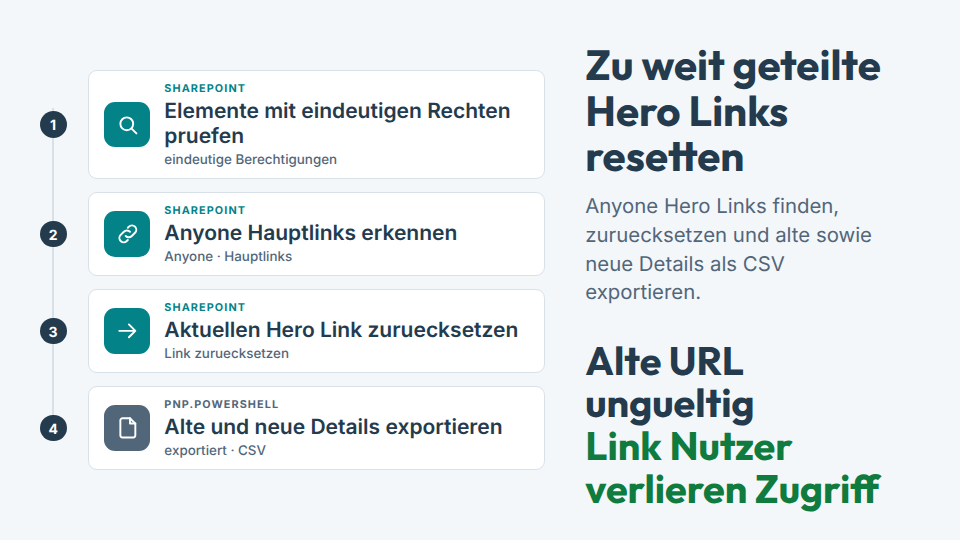 1
SHAREPOINT
Elemente mit eindeutigen Rechten
pruefen
eindeutige Berechtigungen
2
SHAREPOINT
Anyone Hauptlinks erkennen
Anyone · Hauptlinks
3
SHAREPOINT
Aktuellen Hero Link zuruecksetzen
Link zuruecksetzen
4
PNP.POWERSHELL
Alte und neue Details exportieren
exportiert · CSV
Zu weit geteilte
Hero Links
resetten
Anyone Hero Links finden,
zuruecksetzen und alte sowie
neue Details als CSV
exportieren.
Alte URL
ungueltig
Link Nutzer
verlieren Zugriff